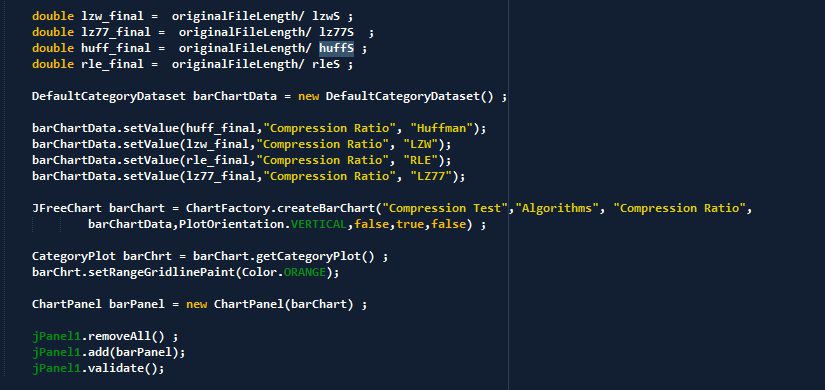 double lzw_final =  originalFileLength/ lzwS ;
double lz77_final =  originalFileLength/ lz77S  ;
double huff_final =  originalFileLength/ huffS ;
double rle_final =  originalFileLength/ rleS ;
DefaultCategoryDataset barChartData = new DefaultCategoryDataset() ;
barChartData.setValue(huff_final,"Compression Ratio", "Huffman");
barChartData.setValue(lzw_final,"Compression Ratio", "LZW");
barChartData.setValue(rle_final,"Compression Ratio", "RLE");
barChartData.setValue(lz77_final,"Compression Ratio", "LZ77");
JFreeChart barChart = ChartFactory.createBarChart("Compression Test","Algorithms", "Compression Ratio",
barChartData,PlotOrientation.VERTICAL,false,true,false) ;
CategoryPlot barChrt = barChart.getCategoryPlot() ;
barChrt.setRangeGridlinePaint(Color.ORANGE);
ChartPanel barPanel = new ChartPanel(barChart) ;
jPanel1.removeAll() ;
jPanel1.add(barPanel);
jPanel1.validate();